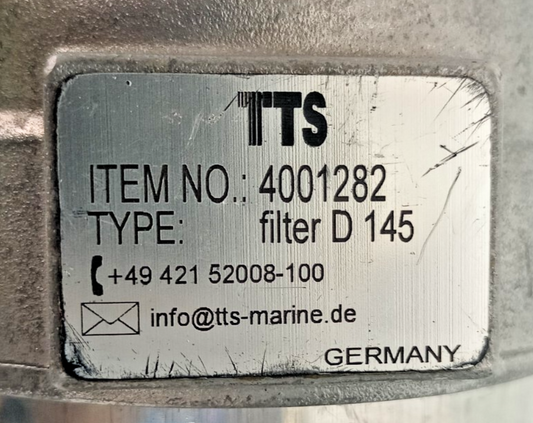 TTS
ITEM NO.: 4001282
TYPE: filter D 145
+49 421 52008-100
info@tts-marine.de
GERMANY